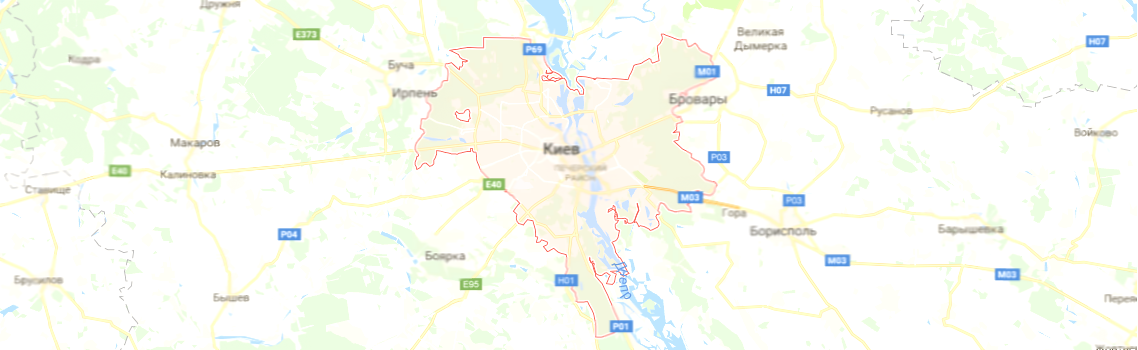 Дружня
E373
P69
Великая
Дымерка
H07
Кодра
Буча
M01
Ирпень
H07
Бровары
Русанов
Войково
Макаров
Киев
P03
E40
Калиновка
ПЕЧЕРСКИЙ
РАЙОН
E40
Ставище
M03
P03
Гора
P04
Борисполь
Барышевка
Боярка
M03
M03
Днепр
Брусилов
E95
H01
Бышев
P01